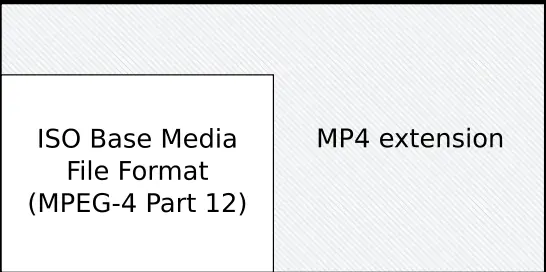 ISO Base Media
File Format
(MPEG-4 Part 12)
MP4 extension